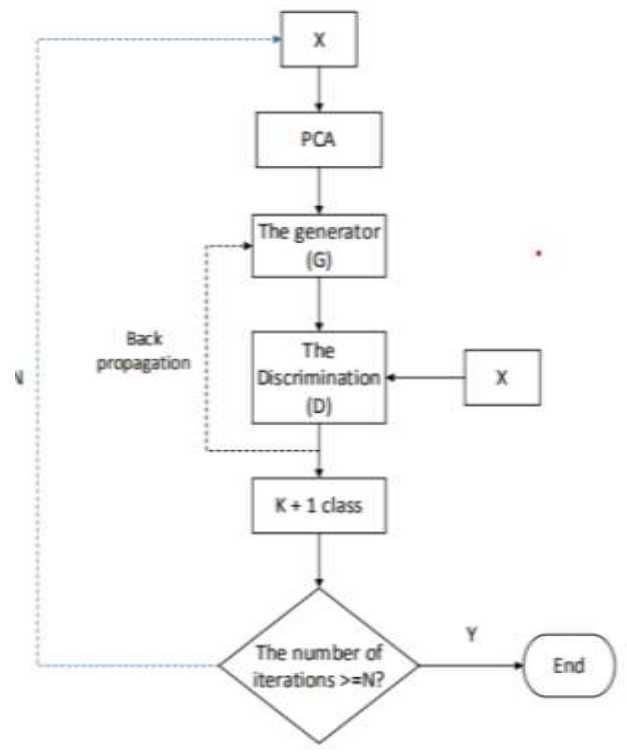 X
PCA
The generator
(G)
Back
propagation
The
Discrimination
(D)
X
N
K + 1 class
Y
The number of
iterations >=N?
End